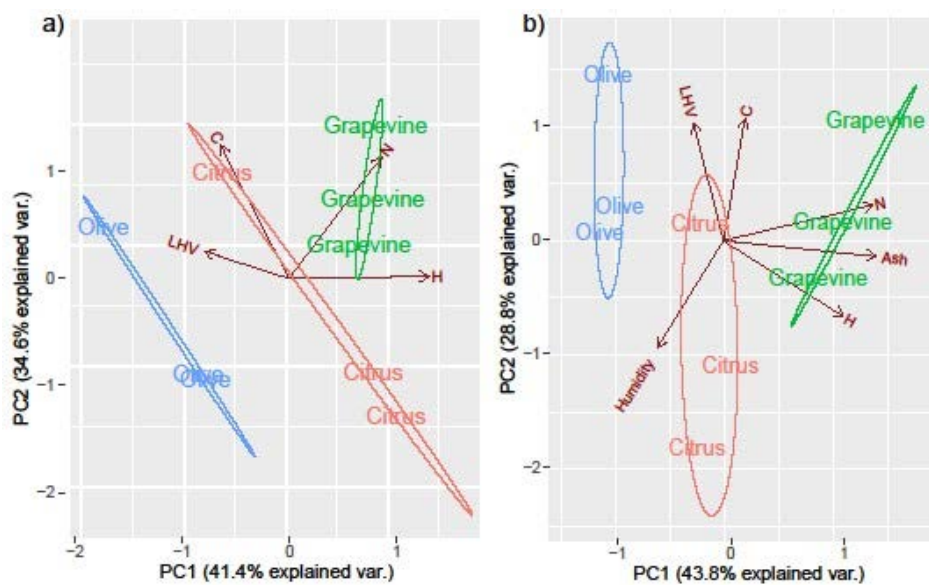 a)
Grapevine
C
N
Citrus
Grapevine
1
Olive
LHV
Grapevine
0
H
Olive
Olive
Citrus
-1
Citrus
-2
PC2 (34.6% explained var.)
-2
-1
0
1
PC1 (41.4% explained var.)
b)
Olive
LHV
C
Grapevine
1
Olive
N
Olive
Citrus
Grapevine
0
Ash
Grapevine
H
-1
Citrus
Humidity
Citrus
-2
PC2 (28.8% explained var.)
-1
0
1
PC1 (43.8% explained var.)